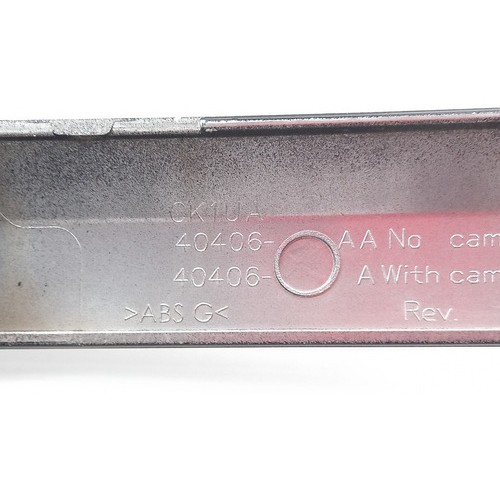 CK1UA
40406- AA No cam
40406- A With cam
>ABS G< Rev.